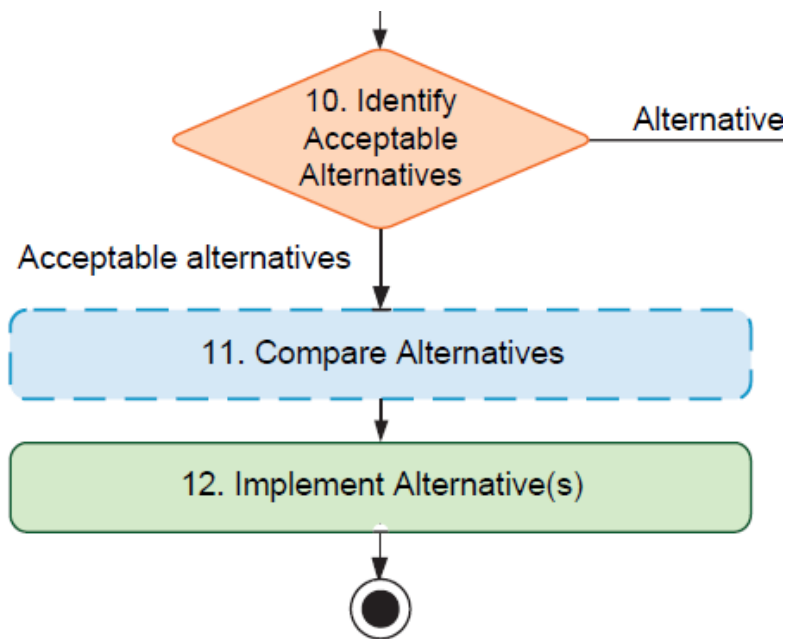 10. Identify
Acceptable
Alternatives
Alternative
Acceptable alternatives
11. Compare Alternatives
12. Implement Alternative(s)